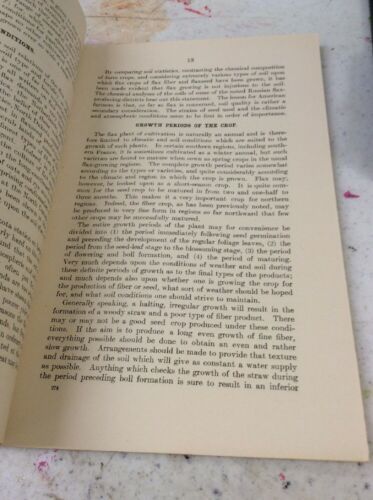 DITIONS.
13
By comparing soil statistics, contrasting the chemical composition
of farm crops, and considering extremely various types of soil upon
which flax crops of flax fiber and flaxseed have been grown, it has
been made evident that flax growing is not injurious to the soil.
The chemical analyses of the soils of some of the noted Russian flax-
producing districts bear out this statement. The lesson for American
farmers is that, or far as flax is concerned, soil quality is rather a
secondary consideration. The strains of seed used and the climatic
and atmospheric conditions seem to be first in order of importance.
GROWTH PERIODS OF THE CROP.
The flax plant of cultivation is naturally an annual and is there-
fore limited to climatic and soil conditions which are suited to the
growth of such plants. In certain northern regions, including south-
ern France, it is sometimes cultivated as a winter annual, but such
varieties are found to mature when sown as spring crops in the usual
flax-growing regions. The complete growth period varies somewhat
according to the types or varieties, and quite considerably according
to the climate and region in which the crop is grown. Flax may,
however, be looked upon as a short-season crop. It is quite com-
mon for the seed crop to be matured in from two and one-half to
three months. This makes it a very important crop for northern
regions. Indeed, the fiber crop, as has been previously noted, may
be produced in very fine form in regions so far northward that few
other crops may be successfully matured.
The entire growth periods of the plant may for convenience be
divided into (1) the period immediately following seed germination
and preceding the development of the regular foliage leaves, (2) the
period from the seed-leaf stage to the blossoming stage, (3) the period
of flowering and boll formation, and (4) the period of maturing.
Very much depends upon the conditions of weather and soil during
these definite periods of growth as to the final types of the products;
and much depends also upon whether one is growing the crop for
the production of fiber or seed, what sort of weather should be hoped
for, and what soil conditions one should strive to maintain.
Generally speaking, a halting, irregular growth will result in the
formation of a woody straw and a poor type of fiber product. There
may or may not be a good seed crop produced under these condi-
tions. If the aim is to produce a long even growth of fine fiber,
everything possible should be done to obtain an even and rather
slow growth. Arrangements should be made to provide that texture
and drainage of the soil which will give as constant a water supply
as possible. Anything which checks the growth of the straw during
the period preceding boll formation is sure to result in an inferior
274